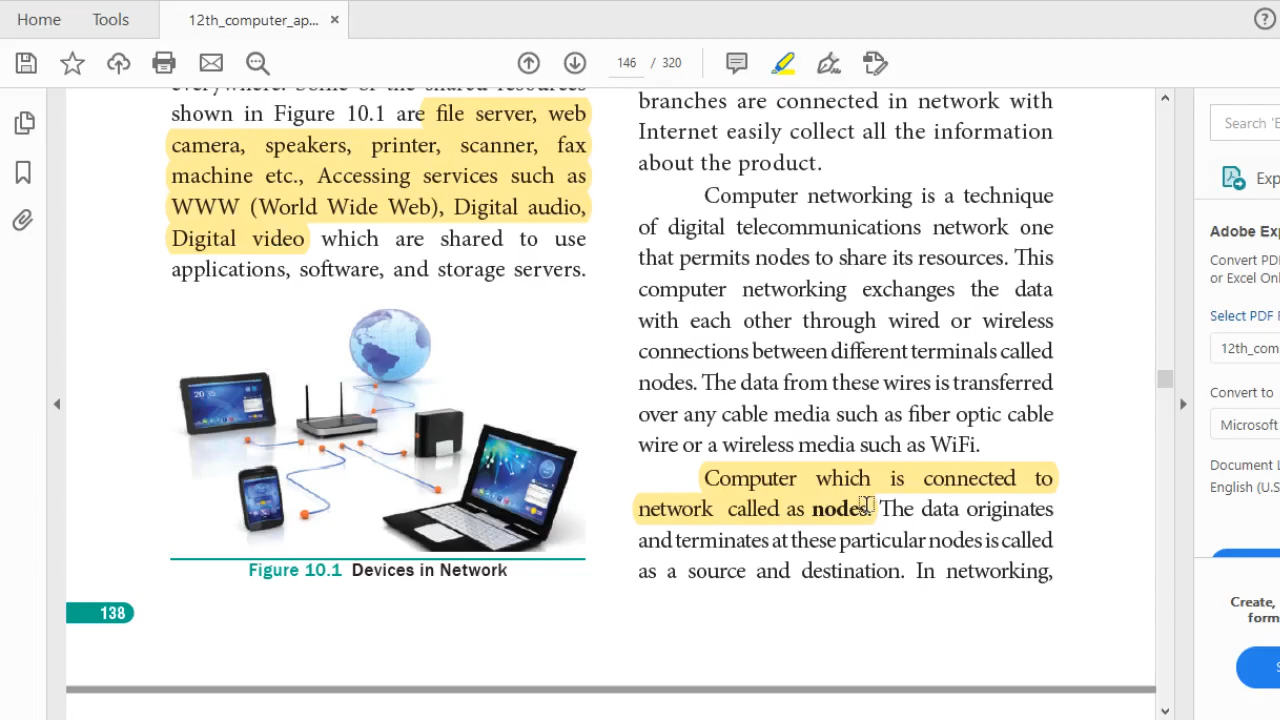 Home Tools 12th_computer_ap... ×
146 / 320
everywhere. Some of the shared resources
shown in Figure 10.1 are file server, web
camera, speakers, printer, scanner, fax
machine etc., Accessing services such as
WWW (World Wide Web), Digital audio,
Digital video which are shared to use
applications, software, and storage servers.
Figure 10.1 Devices in Network
138
branches are connected in network with
Internet easily collect all the information
about the product.
Computer networking is a technique
of digital telecommunications network one
that permits nodes to share its resources. This
computer networking exchanges the data
with each other through wired or wireless
connections between different terminals called
nodes. The data from these wires is transferred
over any cable media such as fiber optic cable
wire or a wireless media such as WiFi.
Computer which is connected to
network called as nodes. The data originates
and terminates at these particular nodes is called
as a source and destination. In networking,
Search 'E
Exp
Adobe Exp
Convert PD
or Excel Onl
Select PDF F
12th_com
Convert to
Microsoft
Document L
English (U.S
Create,
form